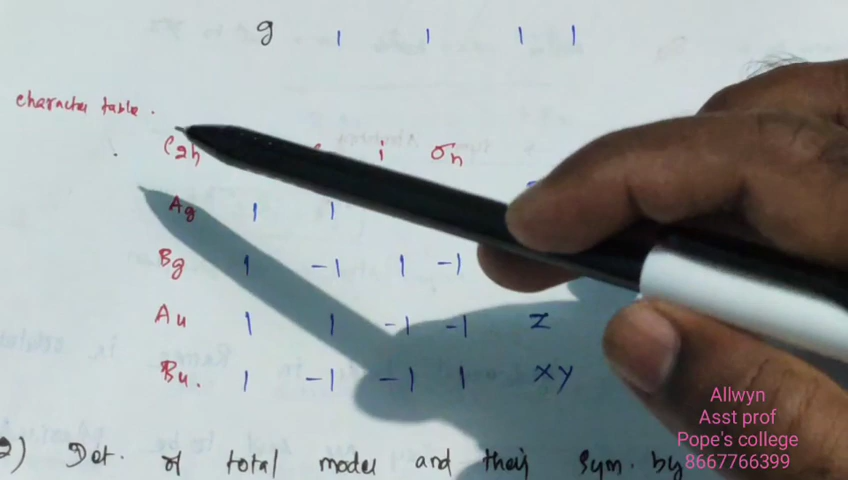 g 1 1 1 1
character table.
C2h i σh
Ag 1 1
Bg 1 -1 1 -1
Au 1 1 -1 -1 z
Bu. 1 -1 -1 1 xy
2) Det. of total modes and their sym. by
Allwyn
Asst prof
Pope's college
8667766399